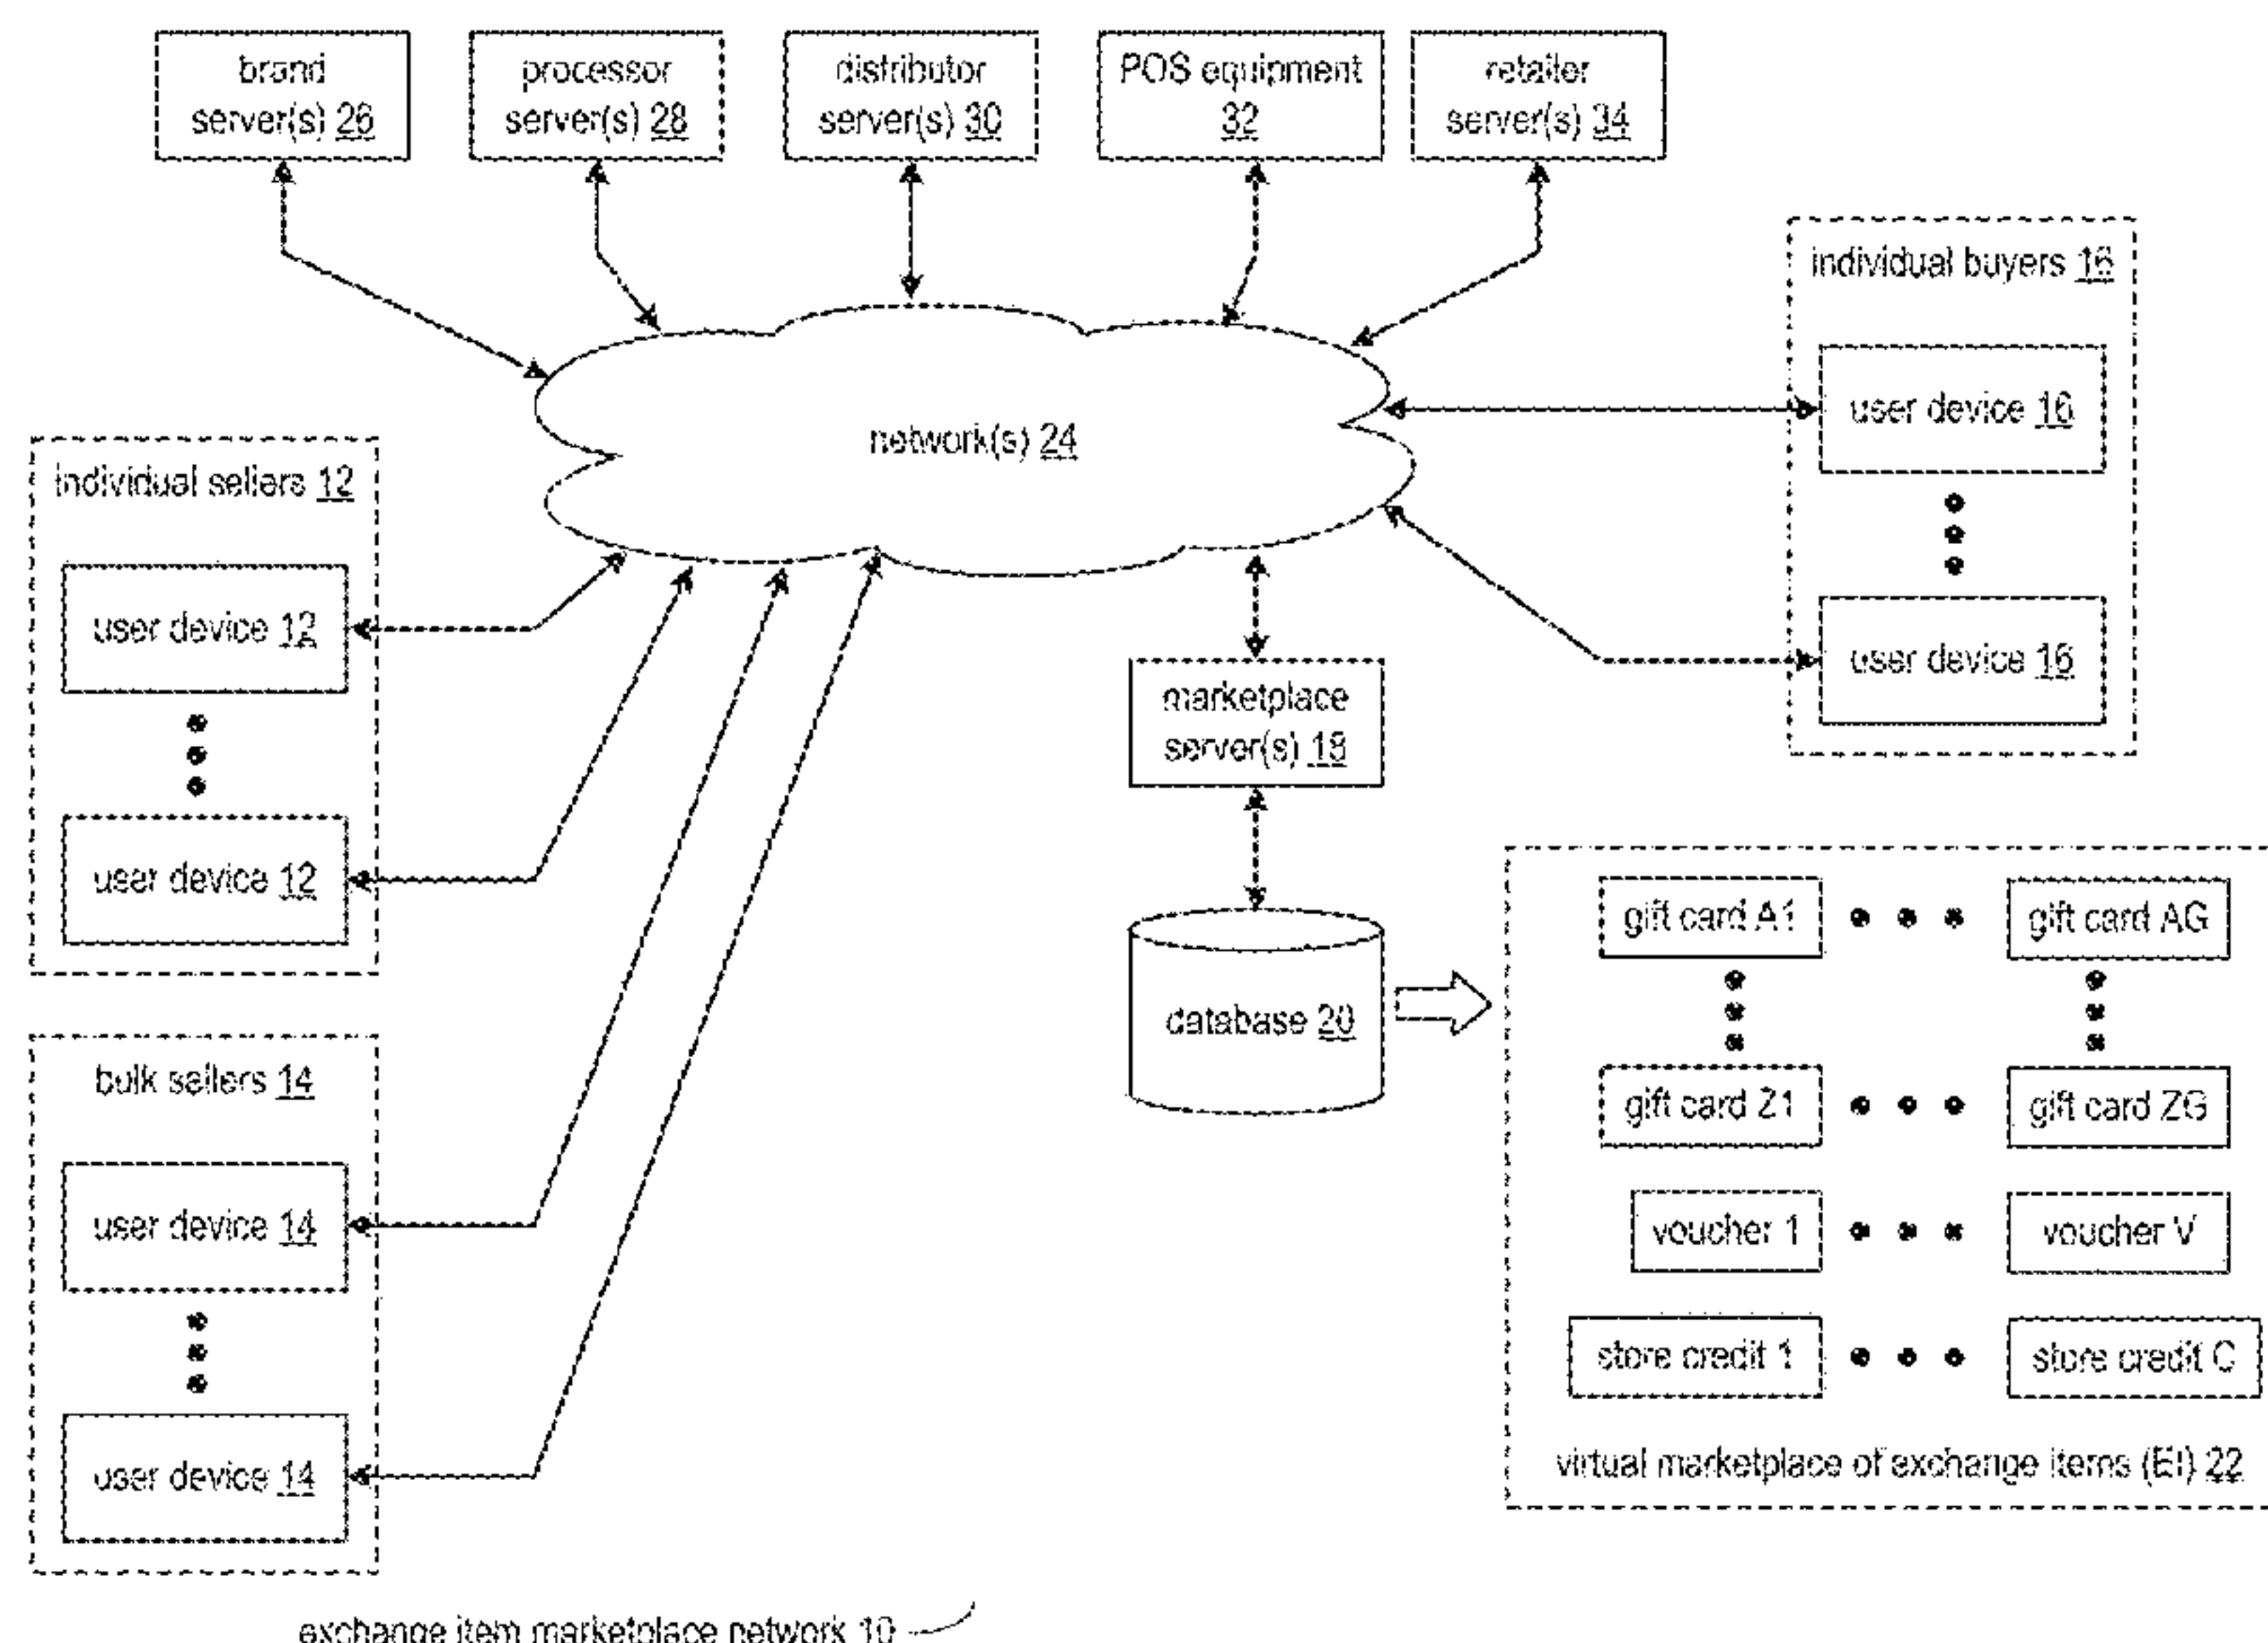 brand
server(s) 26
processor
server(s) 28
distributor
server(s) 30
POS equipment
32
retailer
server(s) 34
individual buyers 16
user device 16
user device 16
network(s) 24
individual sellers 12
user device 12
user device 12
marketplace
server(s) 18
database 20
bulk sellers 14
user device 14
user device 14
gift card A1
gift card AG
gift card Z1
gift card ZG
voucher 1
voucher V
store credit 1
store credit C
virtual marketplace of exchange items (EI) 22
exchange item marketplace network 10